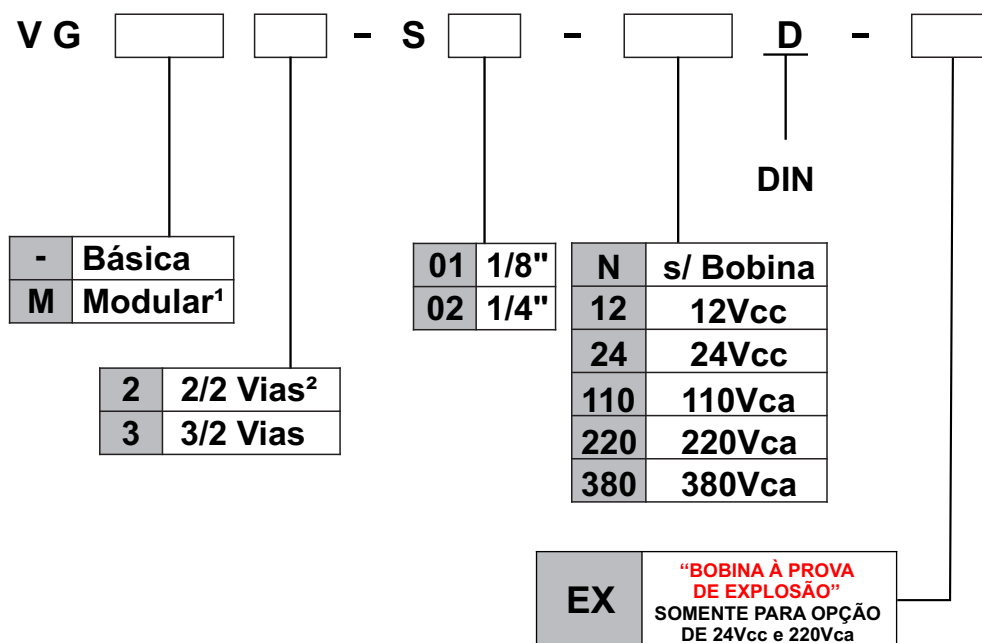 V G - S - D -
DIN
- Básica
M Modular¹
2 2/2 Vias²
3 3/2 Vias
01 1/8"
02 1/4"
N s/ Bobina
12 12Vcc
24 24Vcc
110 110Vca
220 220Vca
380 380Vca
EX
“BOBINA À PROVA
DE EXPLOSÃO”
SOMENTE PARA OPÇÃO
DE 24Vcc e 220Vca